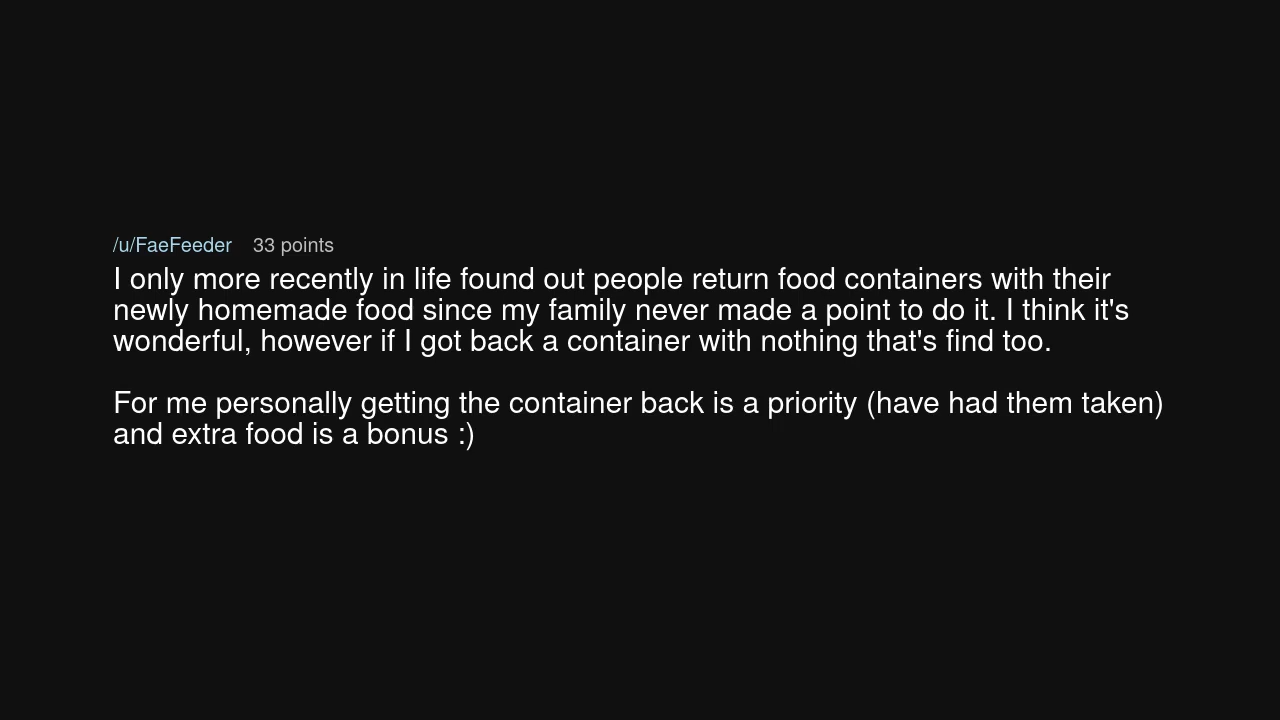 /u/FaeFeeder 33 points
I only more recently in life found out people return food containers with their
newly homemade food since my family never made a point to do it. I think it's
wonderful, however if I got back a container with nothing that's find too.
For me personally getting the container back is a priority (have had them taken)
and extra food is a bonus :)